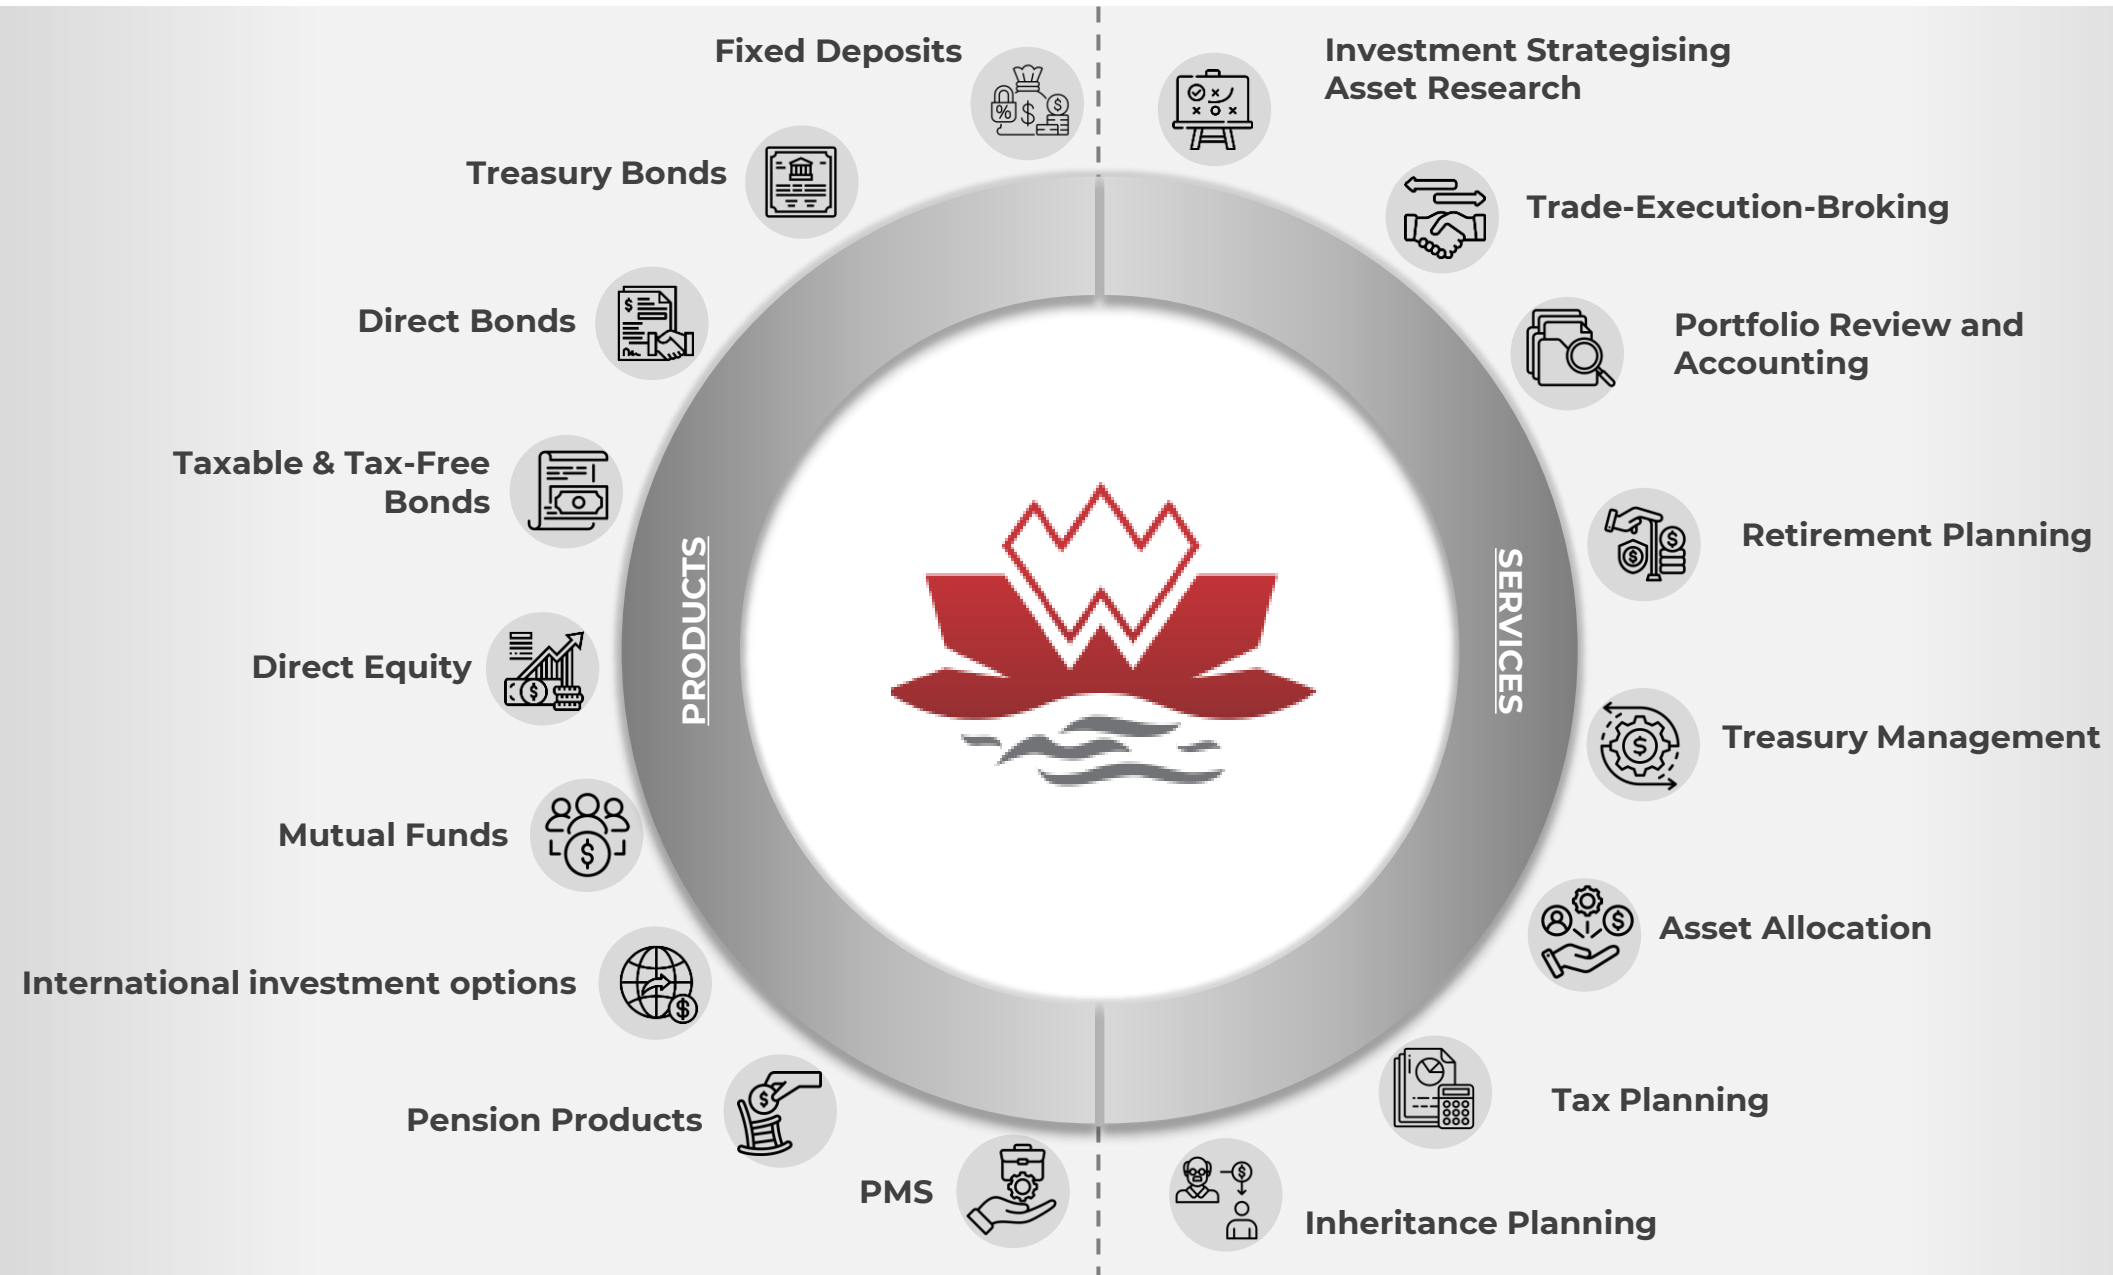 Fixed Deposits
Treasury Bonds
Direct Bonds
Taxable & Tax-Free
Bonds
Direct Equity
Mutual Funds
International investment options
Pension Products
PMS
PRODUCTS
SERVICES
Investment Strategising
Asset Research
Trade-Execution-Broking
Portfolio Review and
Accounting
Retirement Planning
Treasury Management
Asset Allocation
Tax Planning
Inheritance Planning